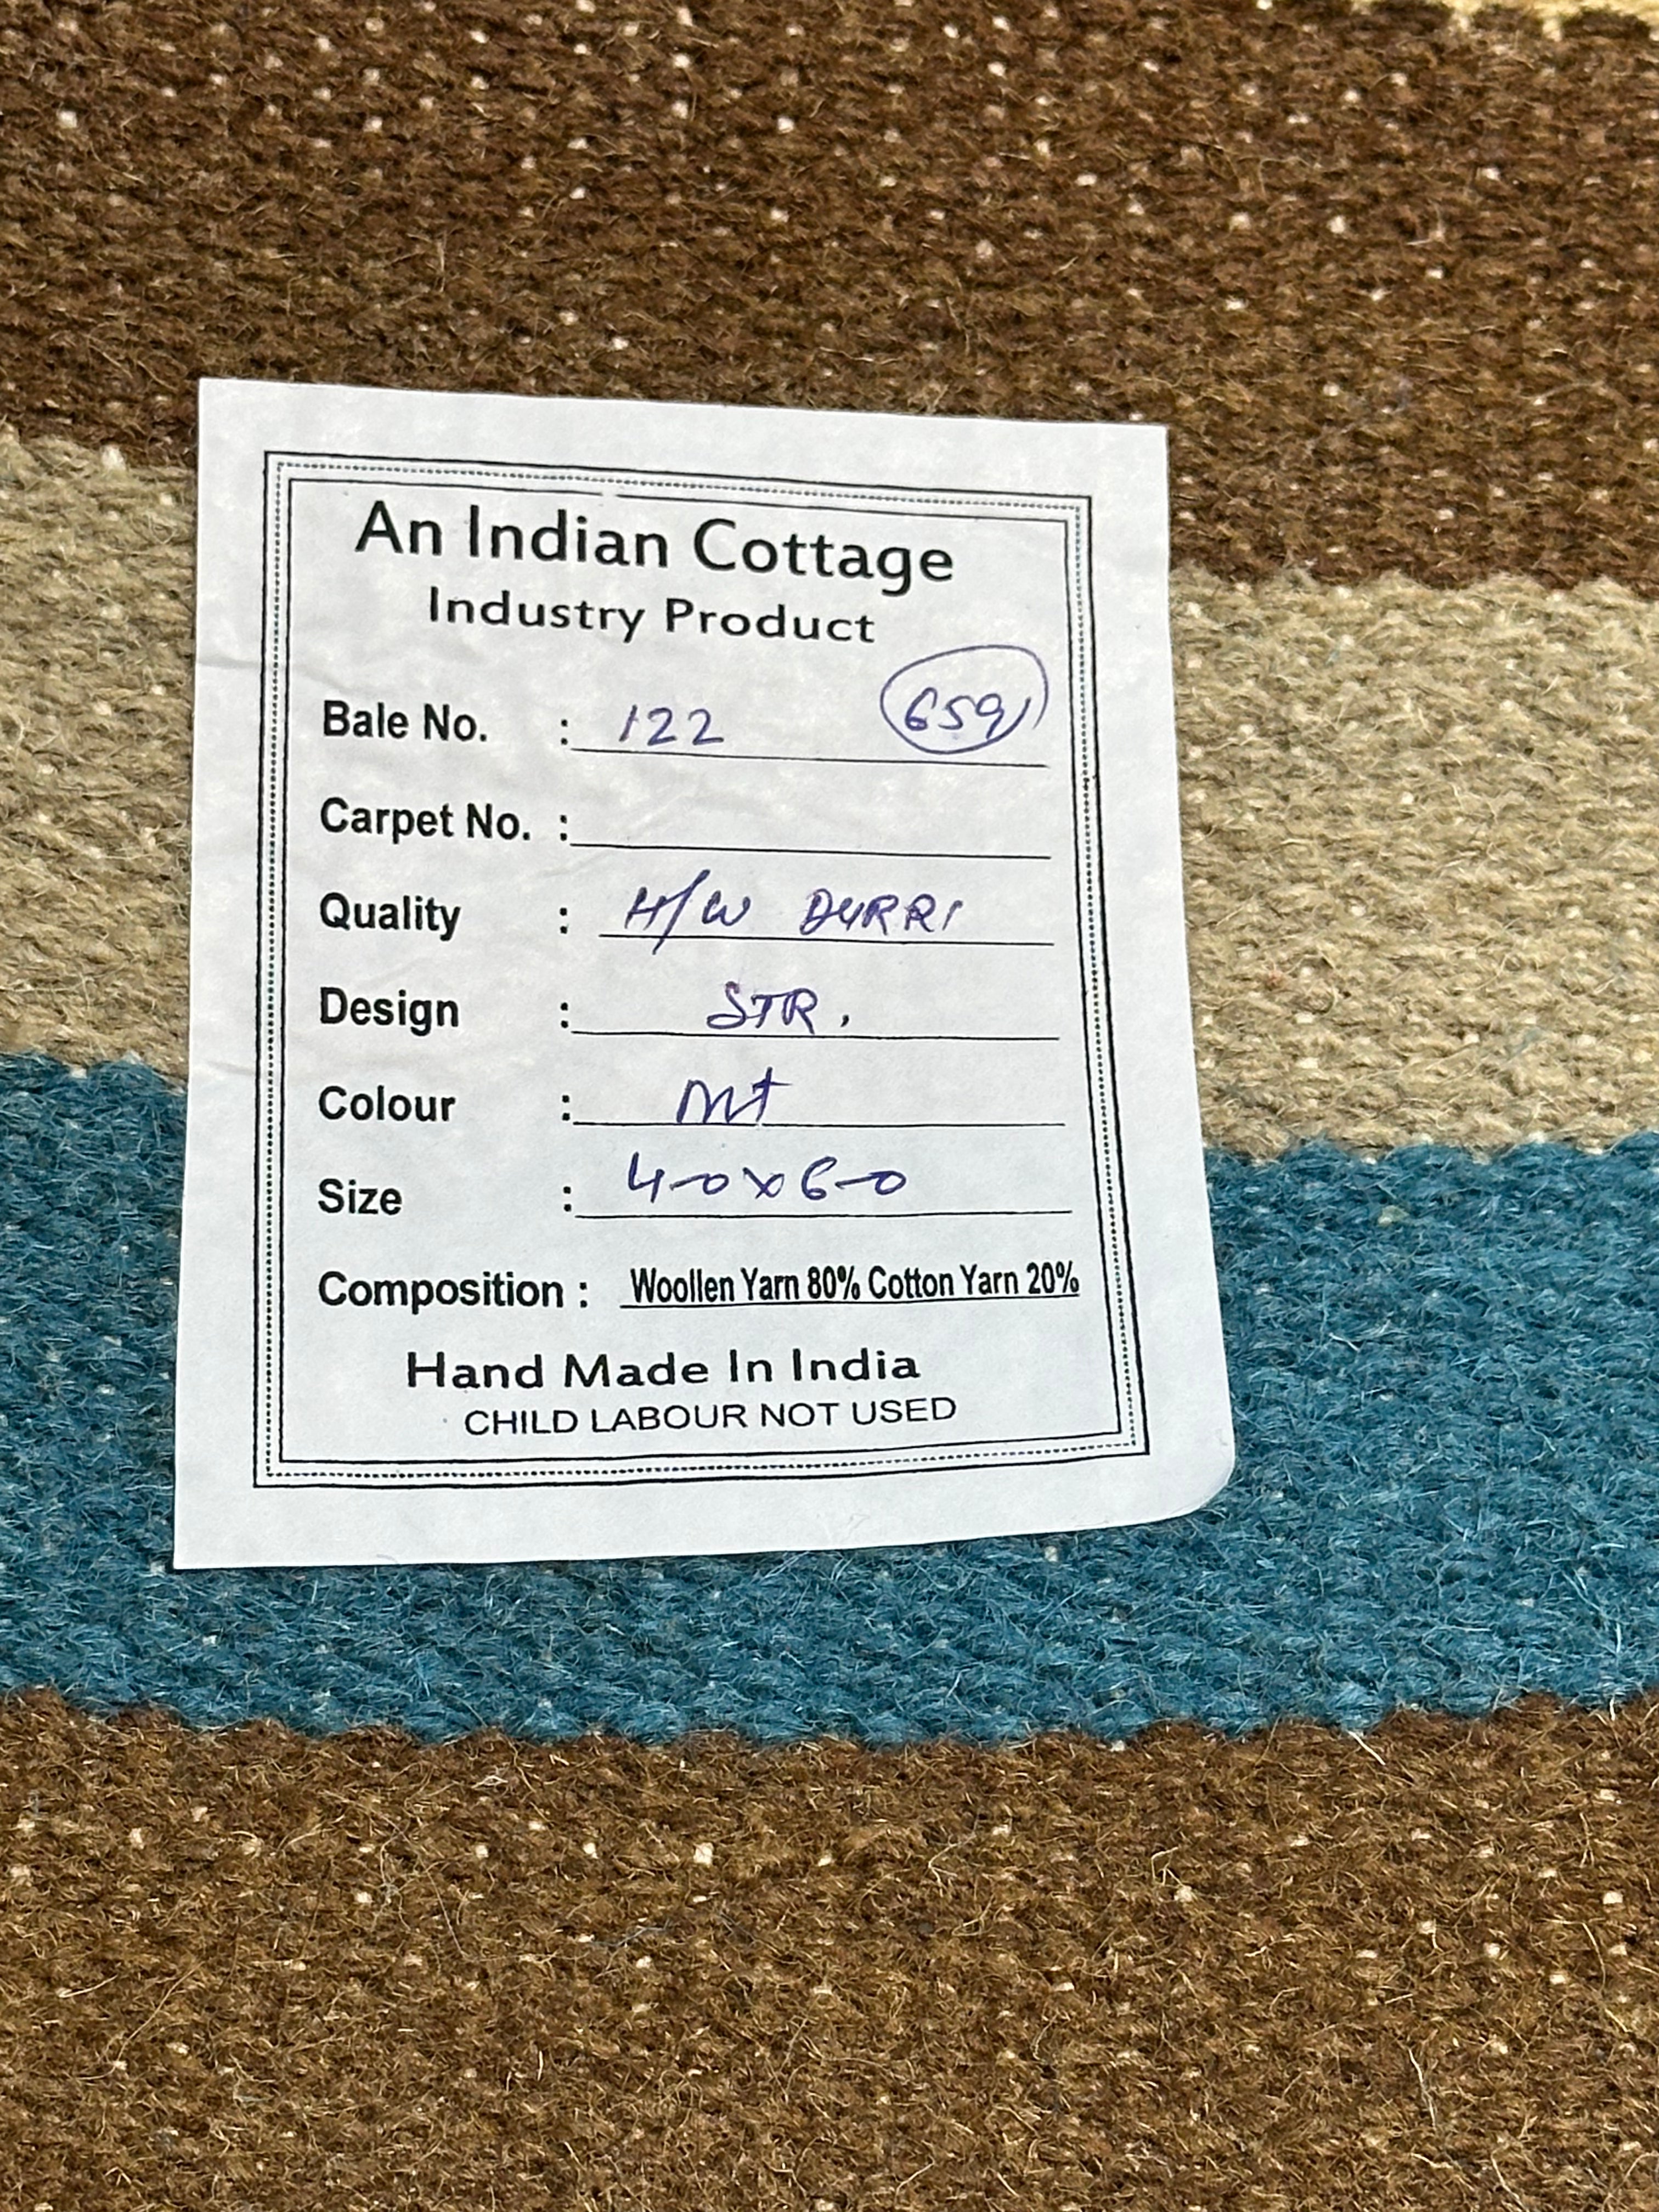 An Indian Cottage
Industry Product
Bale No. : 122 659
Carpet No. :
Quality : H/W DURRI
Design : STR.
Colour : Mt
Size : 4-0x6-0
Composition : Woollen Yarn 80% Cotton Yarn 20%
Hand Made In India
CHILD LABOUR NOT USED